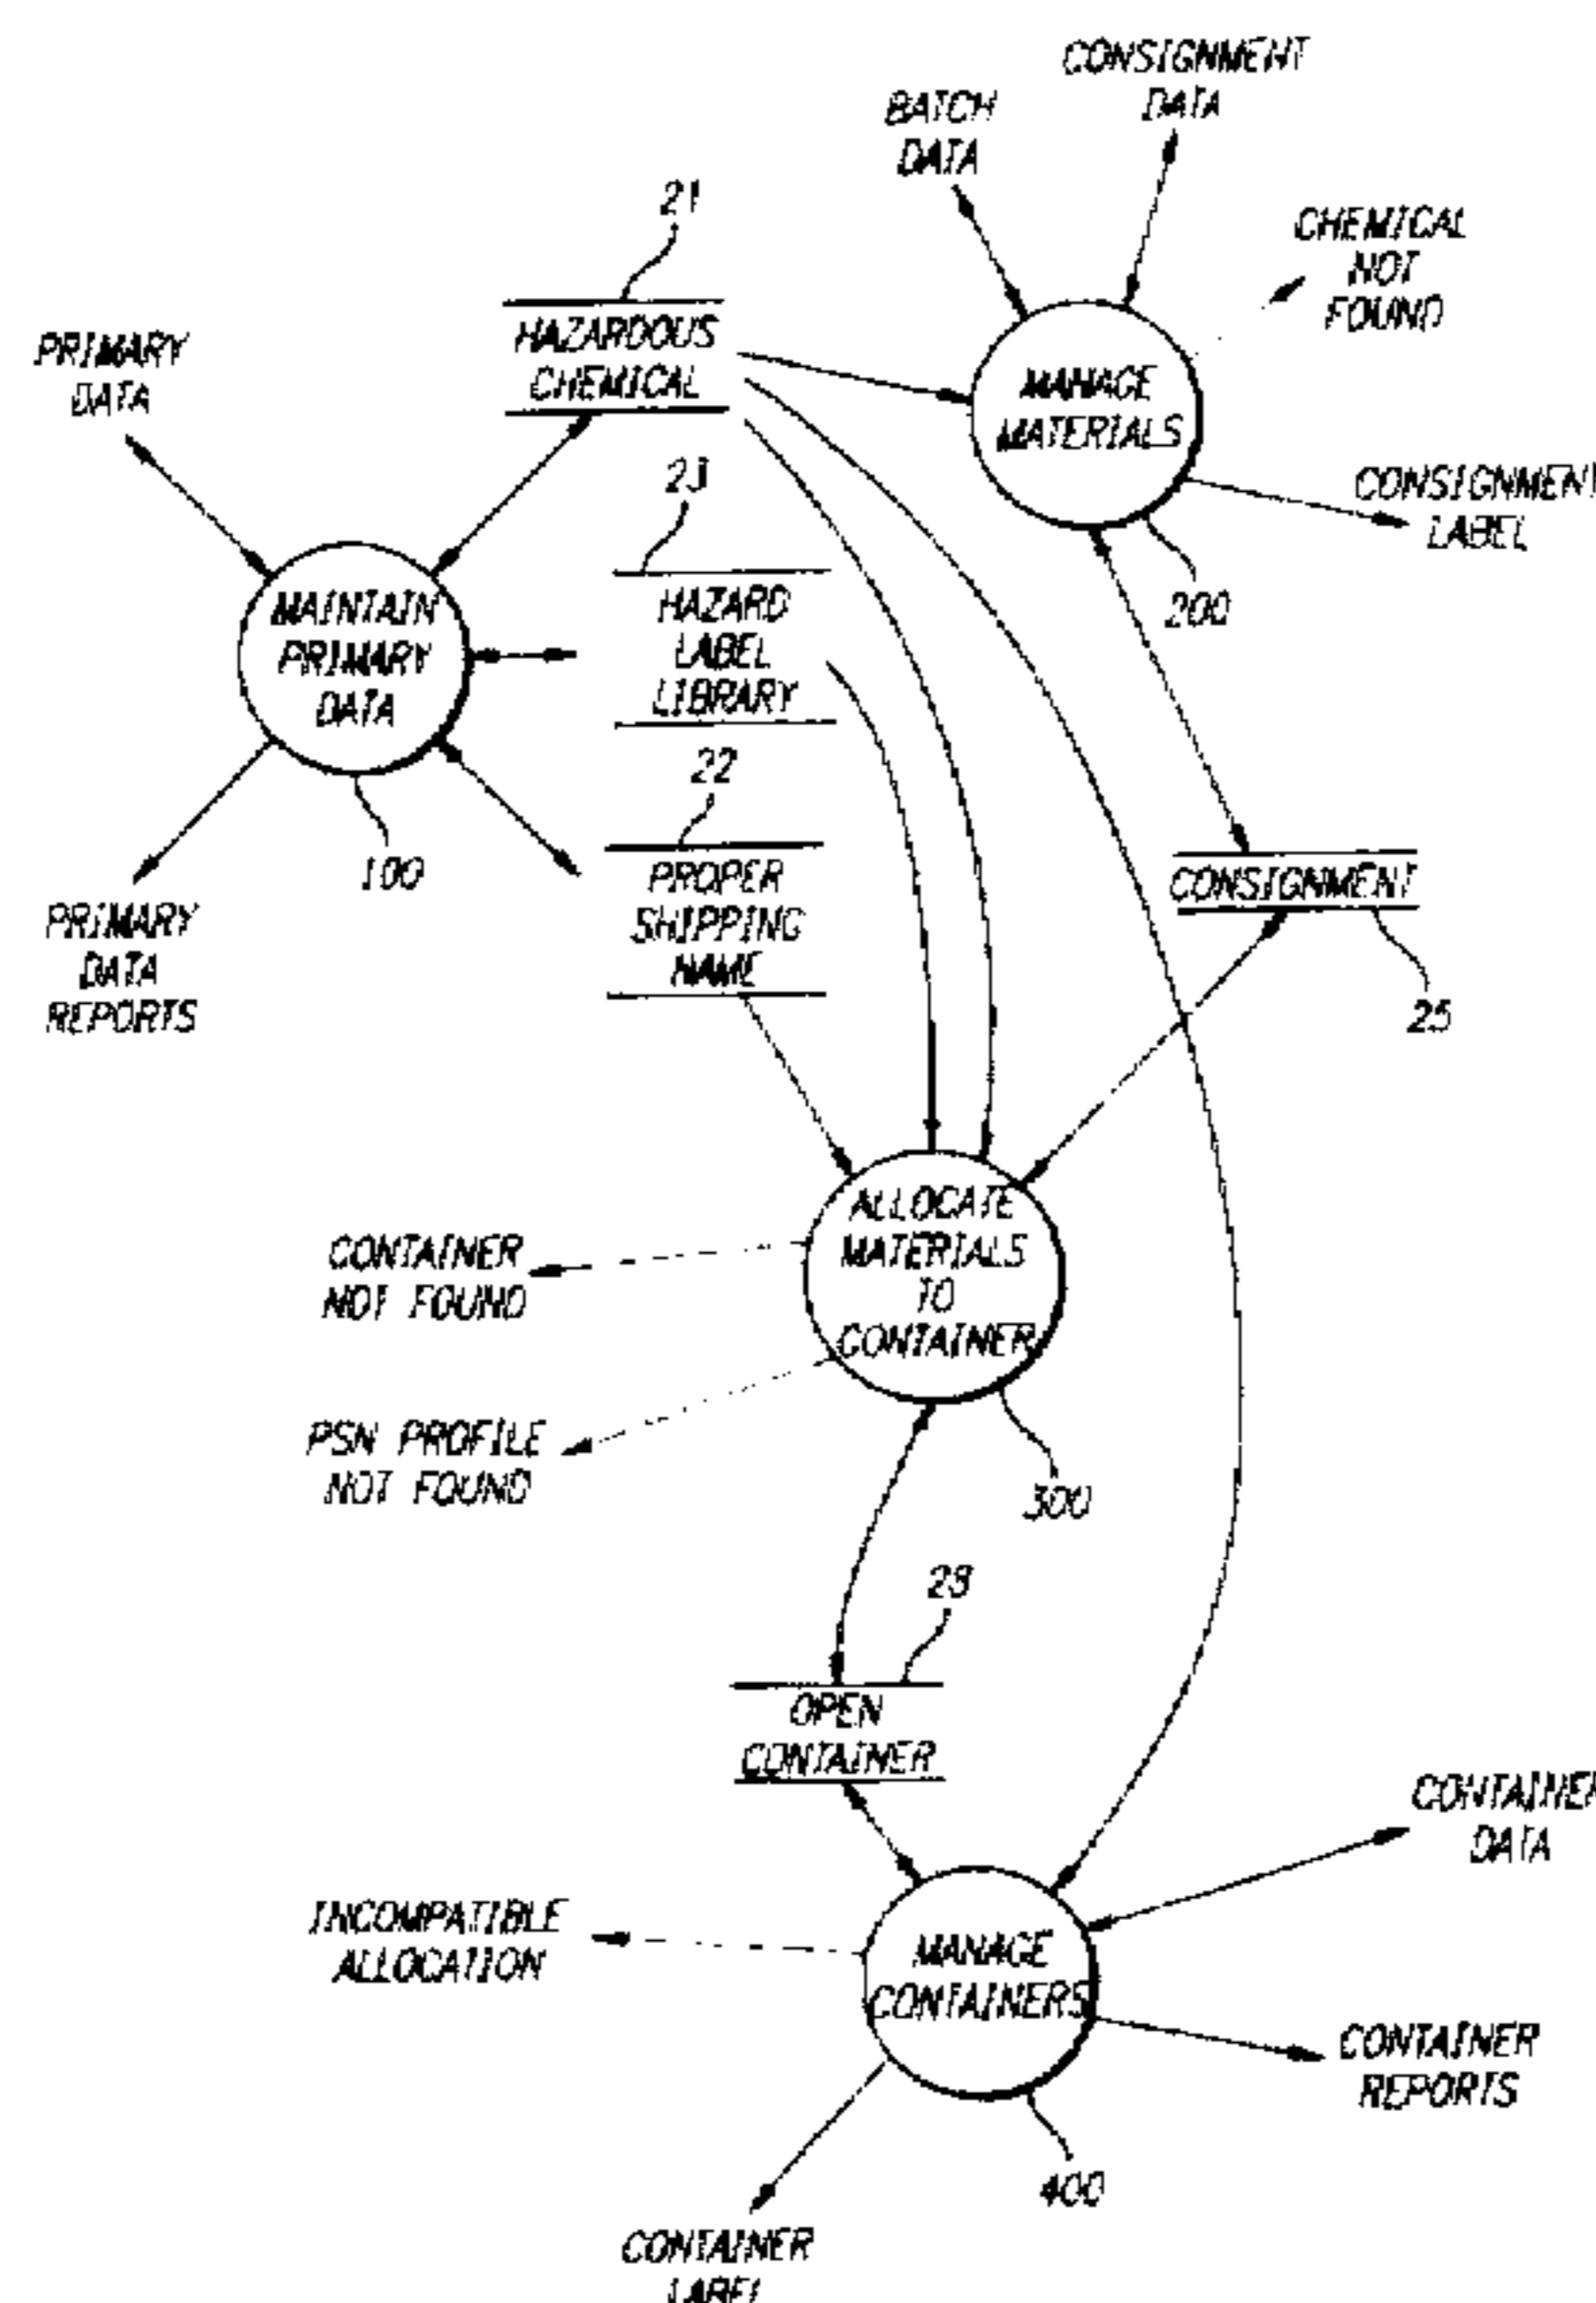 CONSIGNMENT
DATA
BATCH
DATA
21
CHEMICAL
NOT
FOUND
HAZARDOUS
CHEMICAL
PRIMARY
DATA
MANAGE
MATERIALS
23
CONSIGNMENT
LABEL
HAZARD
LABEL
LIBRARY
200
MAINTAIN
PRIMARY
DATA
22
100
PROPER
SHIPPING
NAME
CONSIGNMENT
25
PRIMARY
DATA
REPORTS
ALLOCATE
MATERIALS
TO
CONTAINER
CONTAINER
NOT FOUND
PSN PROFILE
NOT FOUND
300
28
OPEN
CONTAINER
CONTAINER
DATA
INCOMPATIBLE
ALLOCATION
MANAGE
CONTAINERS
CONTAINER
REPORTS
400
CONTAINER
LABEL